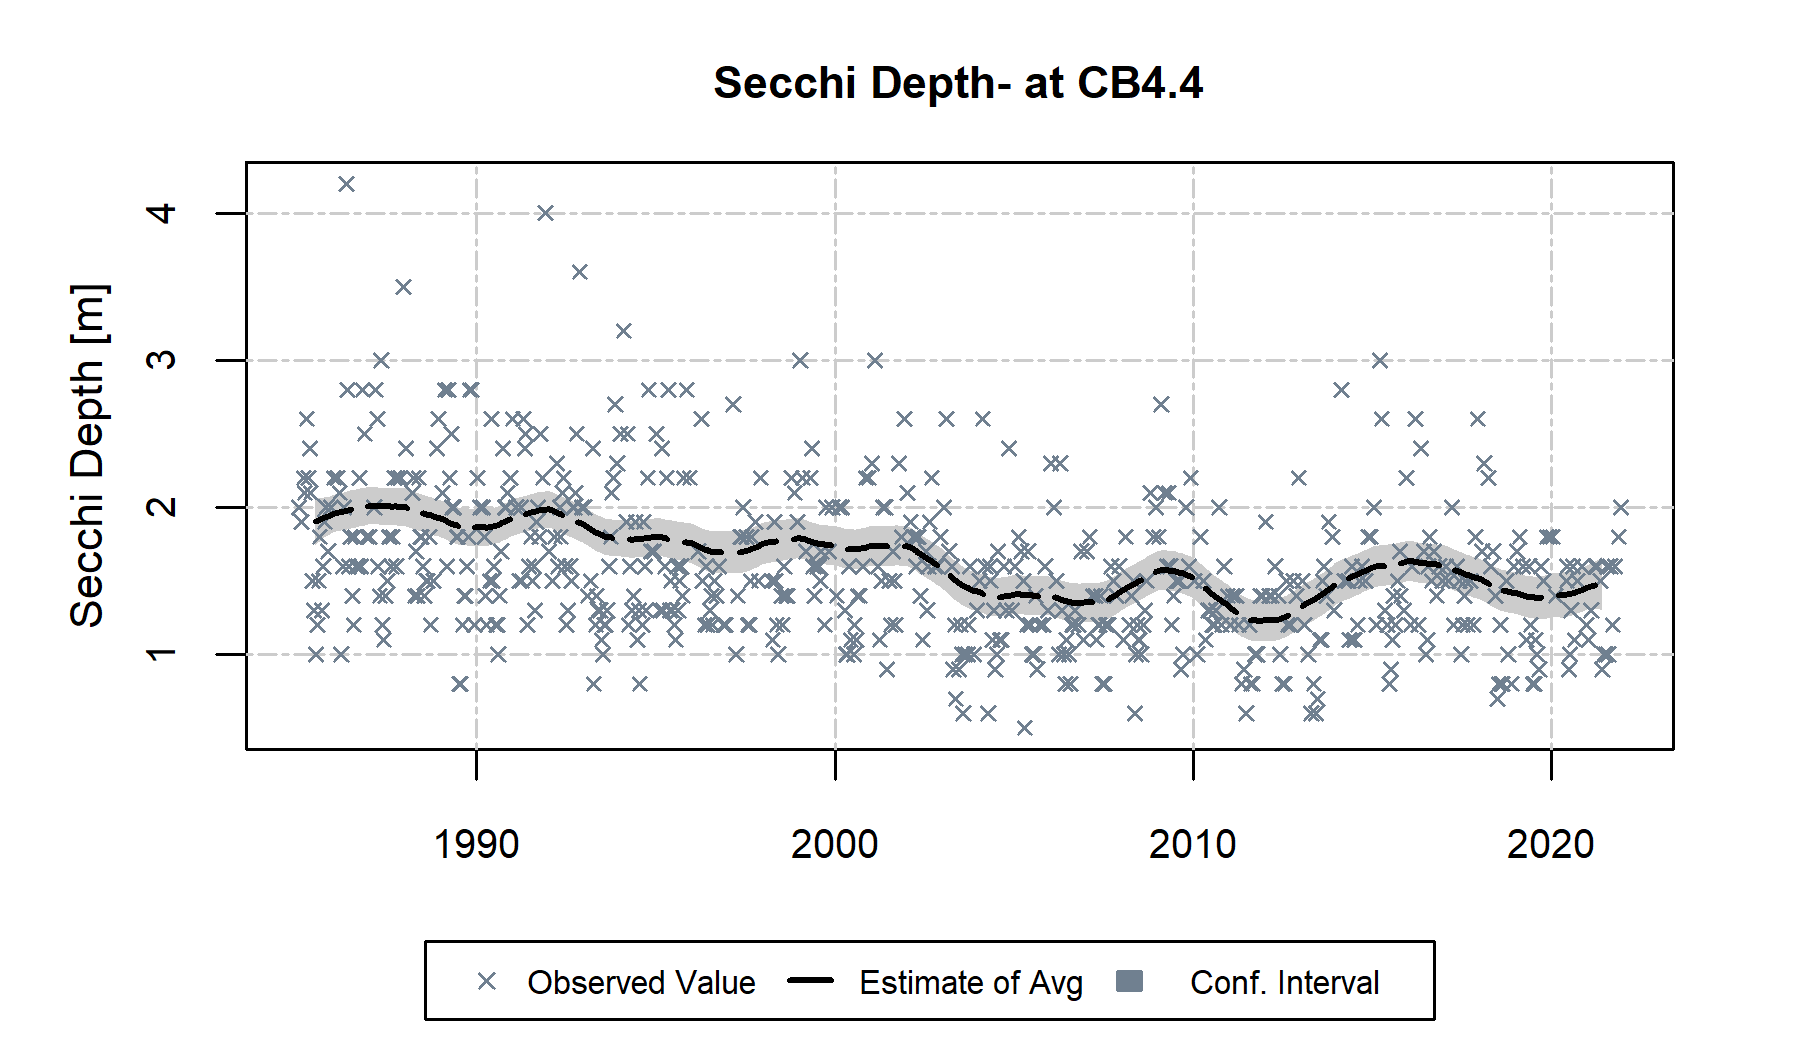 Secchi Depth- at CB4.4
Secchi Depth [m]
4
3
2
1
1990 2000 2010 2020
Observed Value Estimate of Avg Conf. Interval